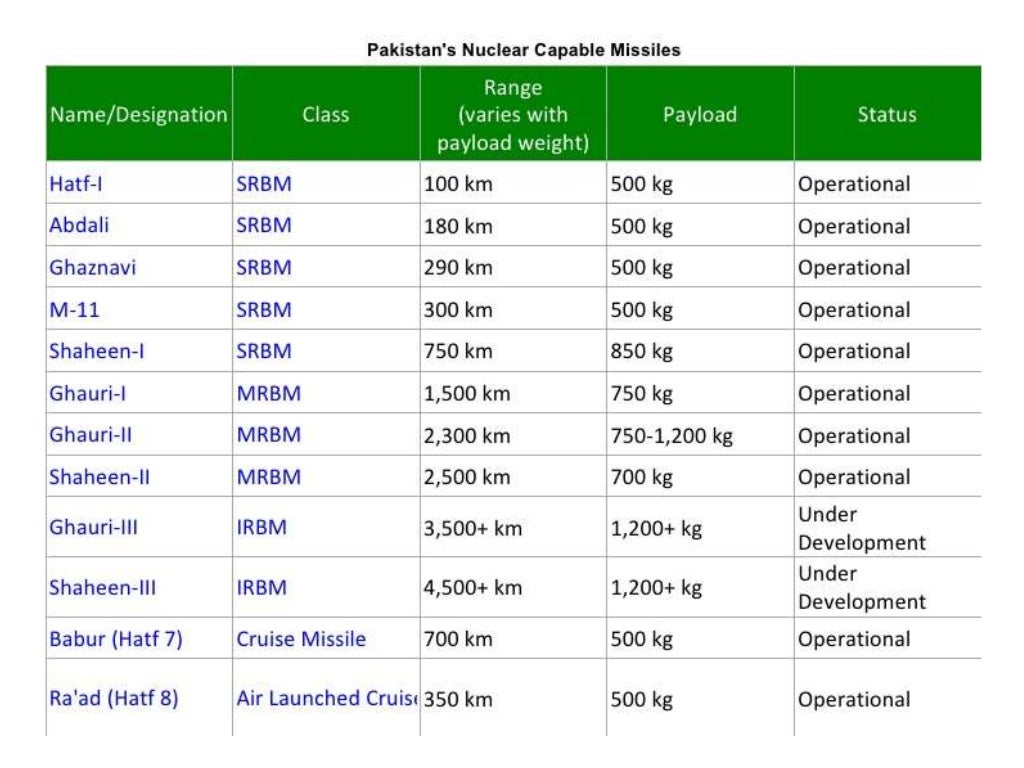 Pakistan's Nuclear Capable Missiles
Name/Designation Class Range (varies with payload weight) Payload Status
Hatf-I SRBM 100 km 500 kg Operational
Abdali SRBM 180 km 500 kg Operational
Ghaznavi SRBM 290 km 500 kg Operational
M-11 SRBM 300 km 500 kg Operational
Shaheen-I SRBM 750 km 850 kg Operational
Ghauri-I MRBM 1,500 km 750 kg Operational
Ghauri-II MRBM 2,300 km 750-1,200 kg Operational
Shaheen-II MRBM 2,500 km 700 kg Operational
Ghauri-III IRBM 3,500+ km 1,200+ kg Under Development
Shaheen-III IRBM 4,500+ km 1,200+ kg Under Development
Babur (Hatf 7) Cruise Missile 700 km 500 kg Operational
Ra'ad (Hatf 8) Air Launched Cruise 350 km 500 kg Operational